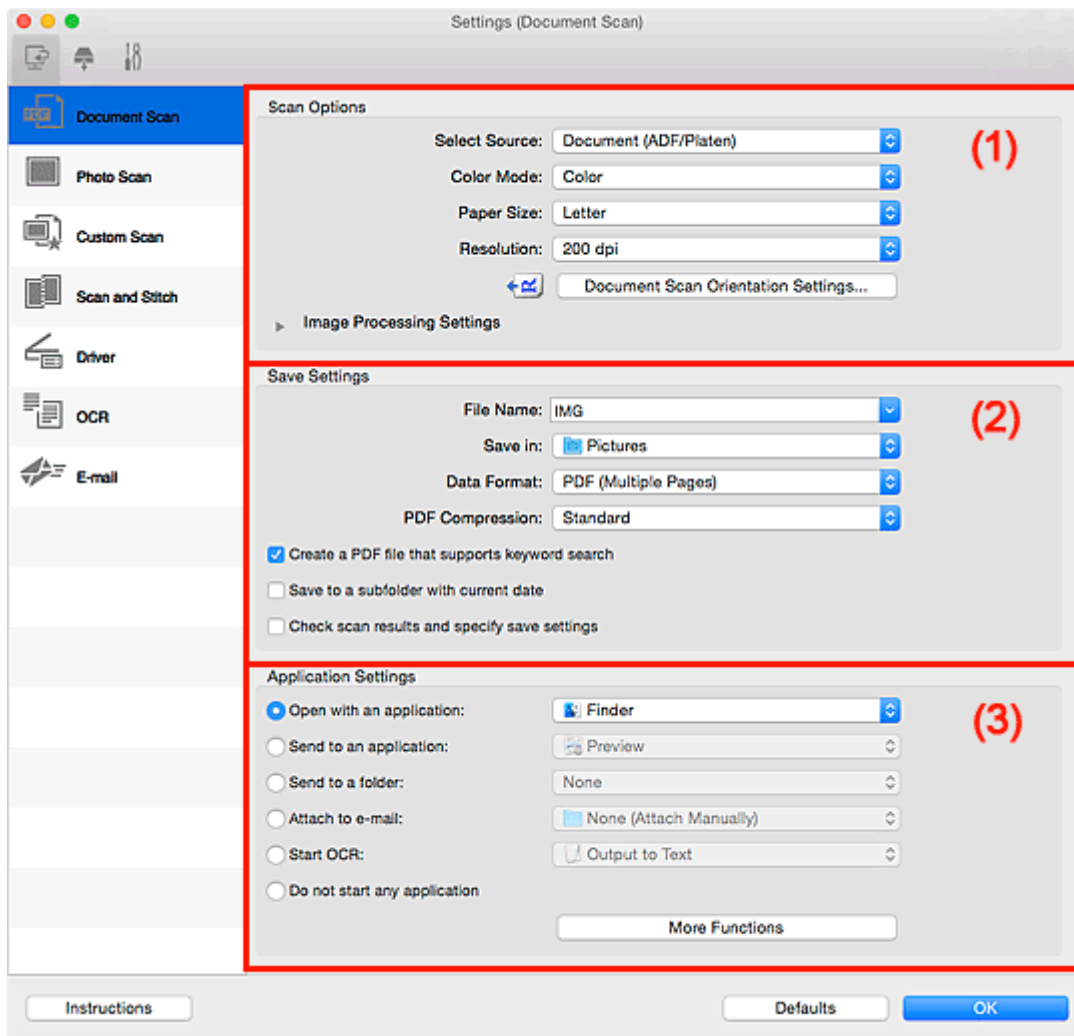 Settings (Document Scan)
Document Scan
Photo Scan
Custom Scan
Scan and Stitch
Driver
OCR
E-mail
Scan Options
(1)
Select Source: Document (ADF/Platen)
Color Mode: Color
Paper Size: Letter
Resolution: 200 dpi
Document Scan Orientation Settings...
Image Processing Settings
Save Settings
(2)
File Name: IMG
Save in: Pictures
Data Format: PDF (Multiple Pages)
PDF Compression: Standard
Create a PDF file that supports keyword search
Save to a subfolder with current date
Check scan results and specify save settings
Application Settings
(3)
Open with an application: Finder
Send to an application: Preview
Send to a folder: None
Attach to e-mail: None (Attach Manually)
Start OCR: Output to Text
Do not start any application
More Functions
Instructions
Defaults
OK